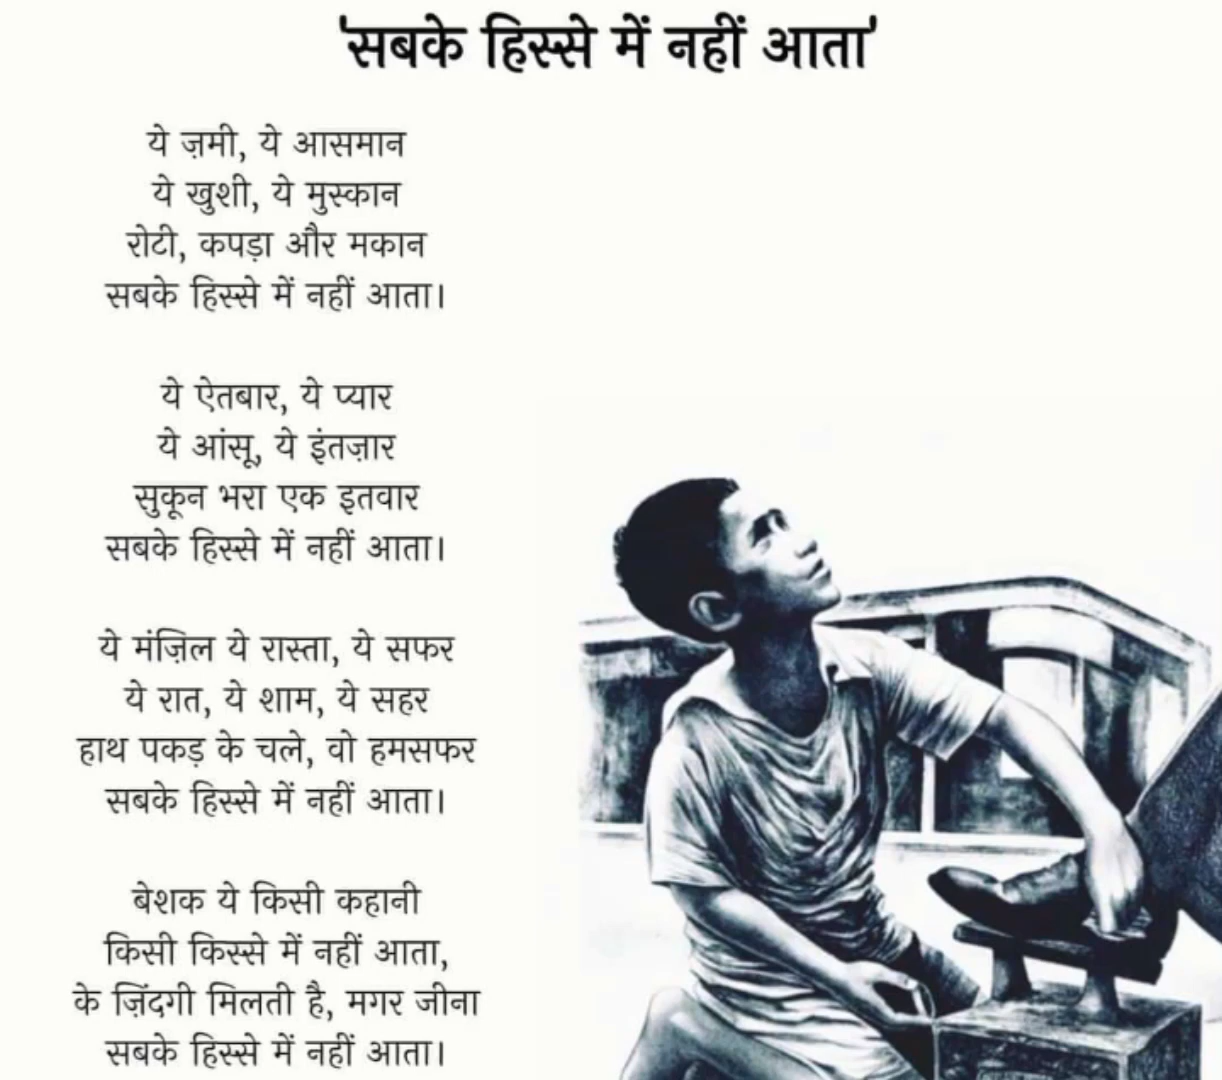 'सबके हिस्से में नहीं आता'
ये ज़मी, ये आसमान
ये खुशी, ये मुस्कान
रोटी, कपड़ा और मकान
सबके हिस्से में नहीं आता।
ये ऐतबार, ये प्यार
ये आंसू, ये इंतज़ार
सुकून भरा एक इतवार
सबके हिस्से में नहीं आता।
ये मंज़िल ये रास्ता, ये सफर
ये रात, ये शाम, ये सहर
हाथ पकड़ के चले, वो हमसफर
सबके हिस्से में नहीं आता।
बेशक ये किसी कहानी
किसी किस्से में नहीं आता,
के ज़िंदगी मिलती है, मगर जीना
सबके हिस्से में नहीं आता।